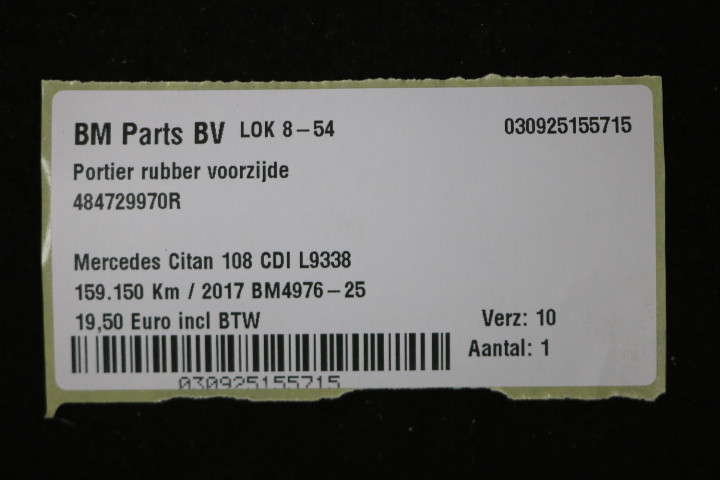 BM Parts BV LOK 8-54 030925155715
Portier rubber voorzijde
484729970R
Mercedes Citan 108 CDI L9338
159.150 Km / 2017 BM4976-25
19,50 Euro incl BTW Verz: 10
Aantal: 1
030925155715